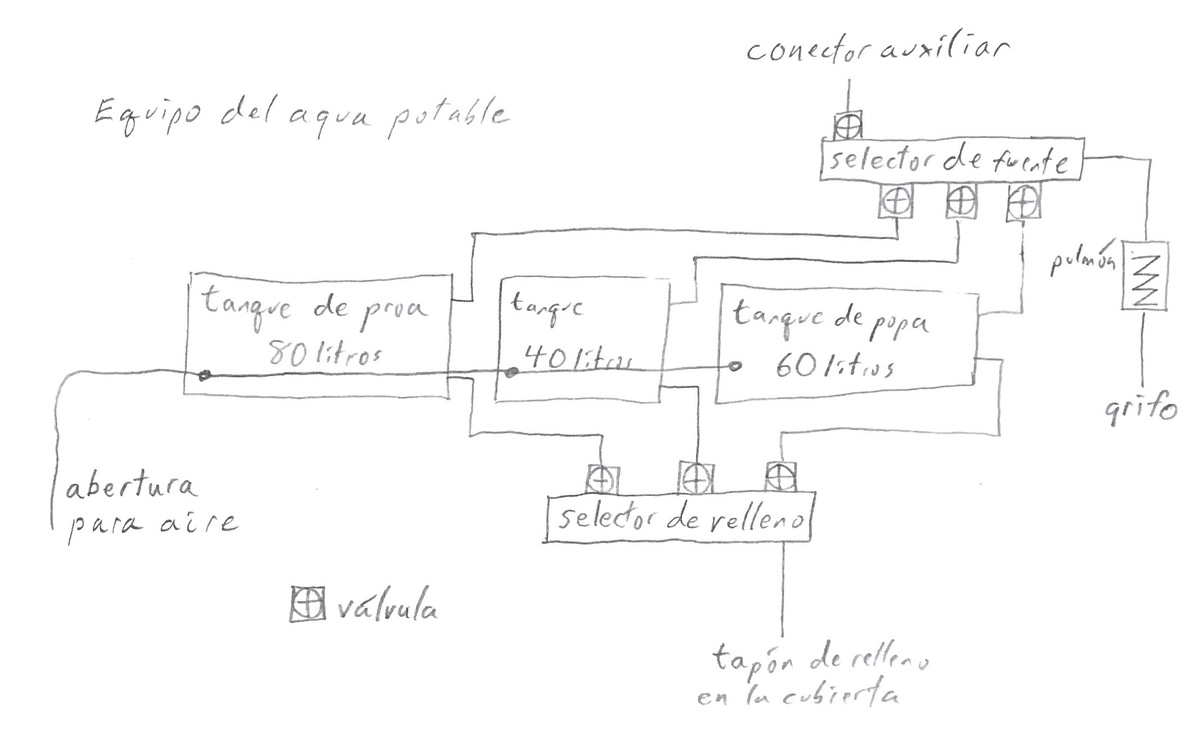 conector auxiliar
Equipo del agua potable
selector de fuente
pulmón
tanque de proa
80 litros
tanque
40 litros
tanque de popa
60 litros
grifo
abertura
para aire
selector de relleno
válvula
tapón de relleno
en la cubierta